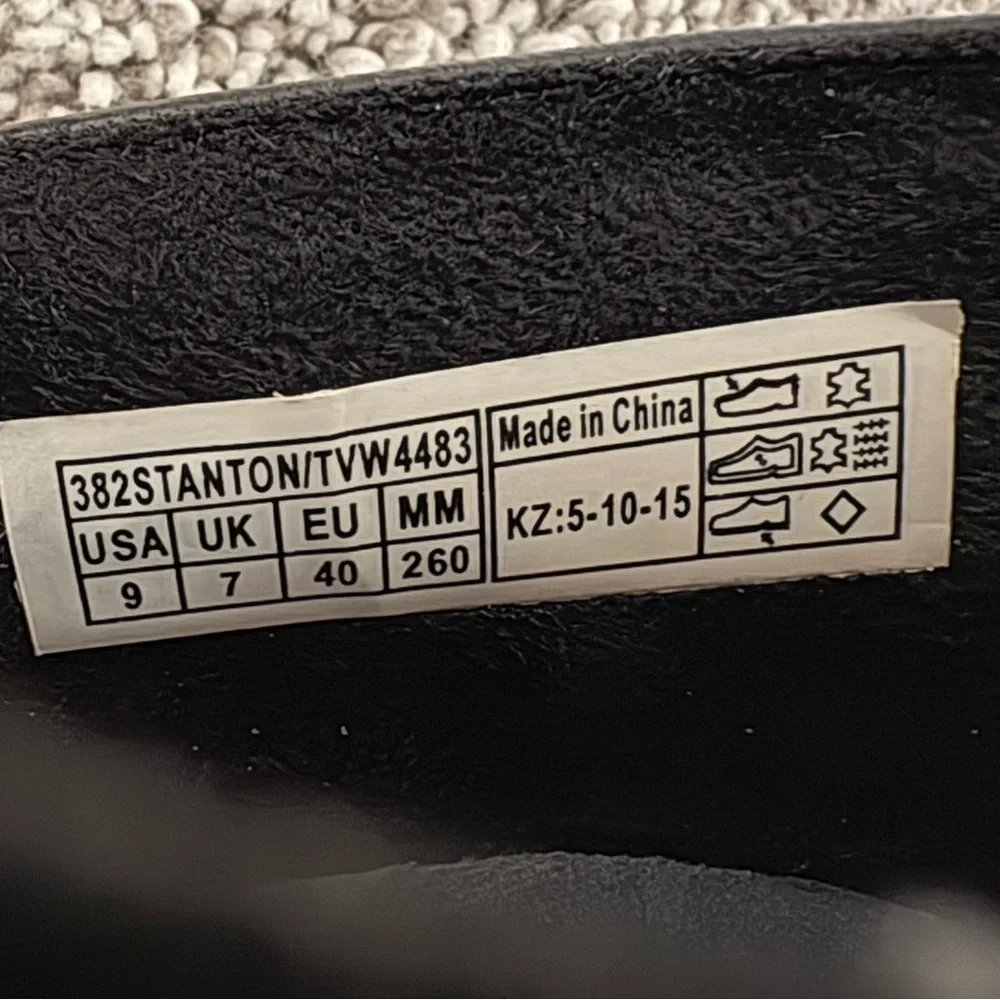 382STANTON/TVW4483
USA UK EU MM
9 7 40 260
Made in China
KZ:5-10-15